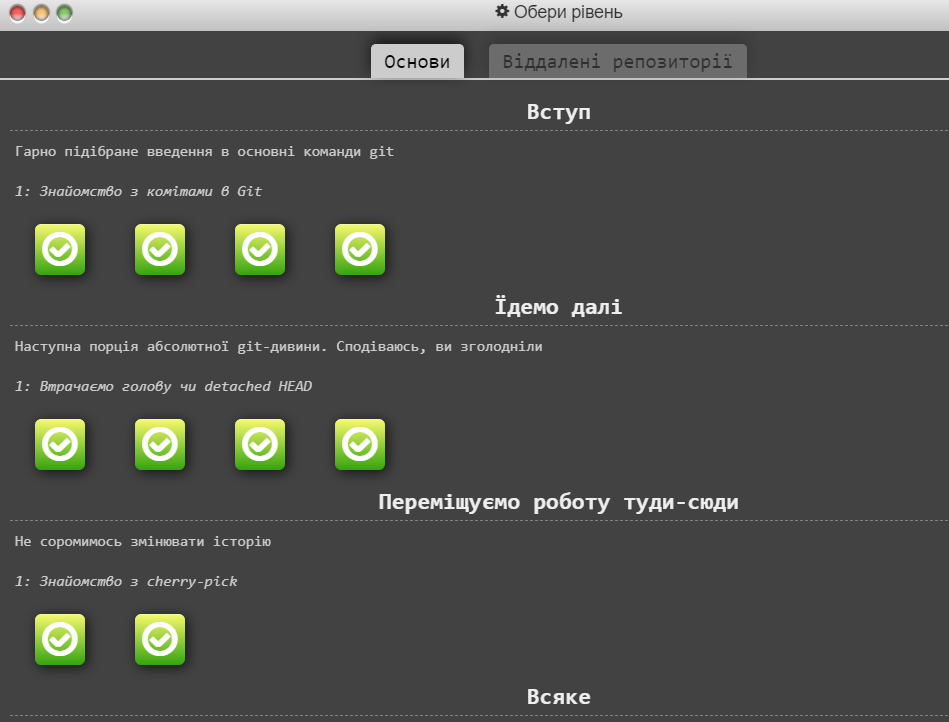 Обери рівень
Основи
Віддалені репозиторії
Вступ
Гарно підібране введення в основні команди git
1: Знайомство з комітами в Git
Їдемо далі
Наступна порція абсолютної git-дивини. Сподіваюсь, ви зголодніли
1: Втрачаємо голову чи detached HEAD
Переміщуємо роботу туди-сюди
Не соромимось змінювати історію
1: Знайомство з cherry-pick
Всяке